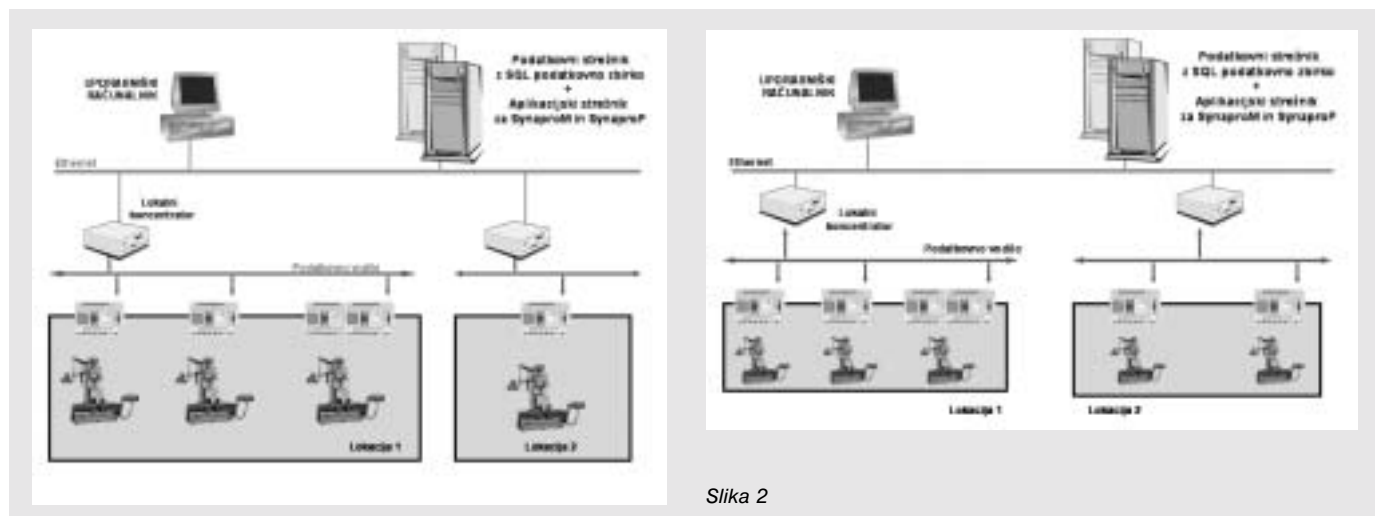 UPORABNIŠKI
RAČUNALNIK
Podatkovni strežnik
z SQL podatkovno zbirko
+
Aplikacijski strežnik
za SynaproM in SynaproP
Ethernet
Lokalni
koncentrator
Podatkovno vodilo
Lokacija 1
Lokacija 2
UPORABNIŠKI
RAČUNALNIK
Podatkovni strežnik
z SQL podatkovno zbirko
+
Aplikacijski strežnik
za SynaproM in SynaproP
Ethernet
Lokalni
koncentrator
Podatkovno vodilo
Lokacija 1
Lokacija 2
Slika 2